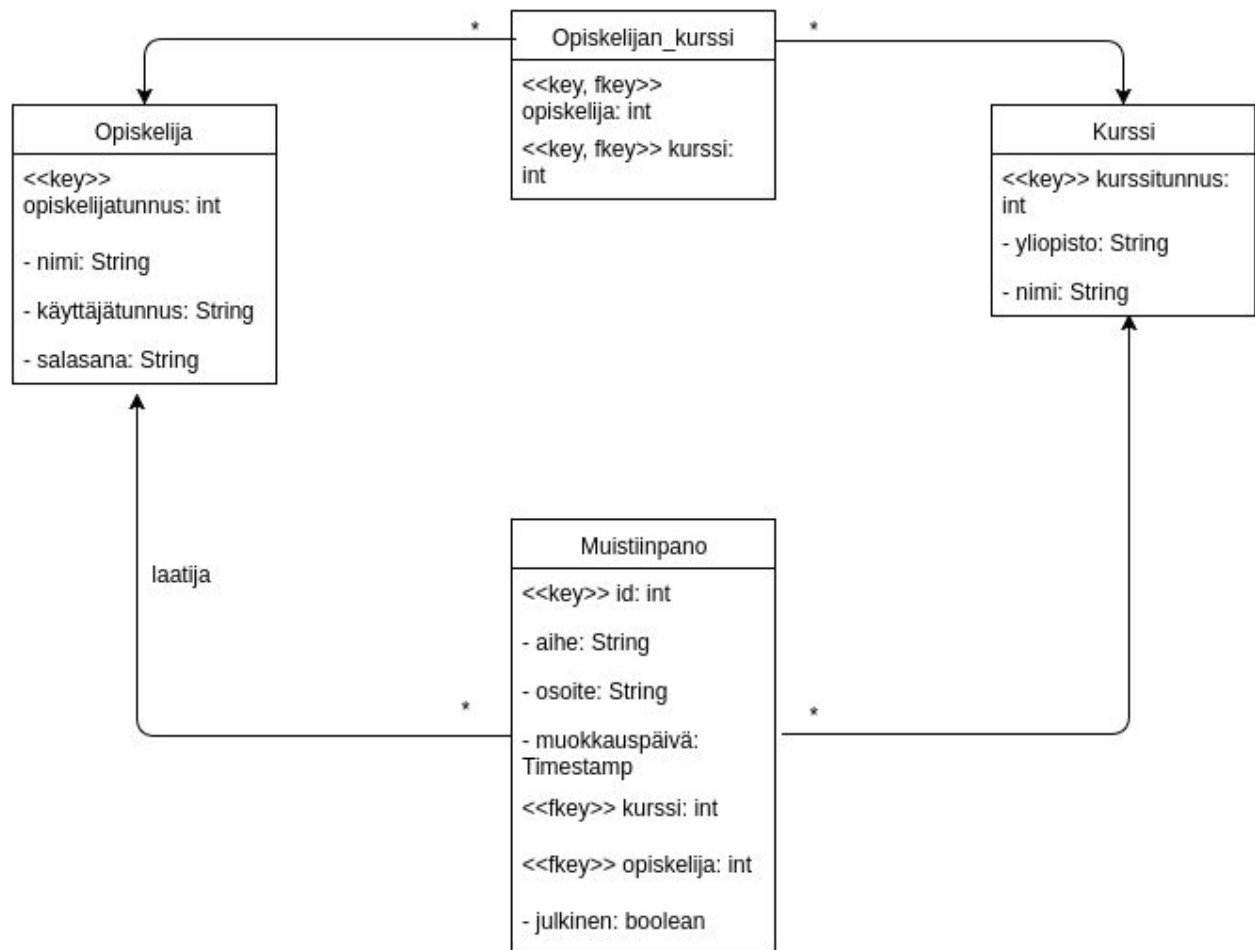 *
Opiskelijan_kurssi
*
<<key, fkey>>
opiskelija: int
<<key, fkey>> kurssi:
int
Opiskelija
<<key>>
opiskelijatunnus: int
- nimi: String
- käyttäjätunnus: String
- salasana: String
Kurssi
<<key>> kurssitunnus:
int
- yliopisto: String
- nimi: String
laatija
*
Muistiinpano
<<key>> id: int
- aihe: String
- osoite: String
- muokkauspäivä:
Timestamp
<<fkey>> kurssi: int
<<fkey>> opiskelija: int
- julkinen: boolean
*